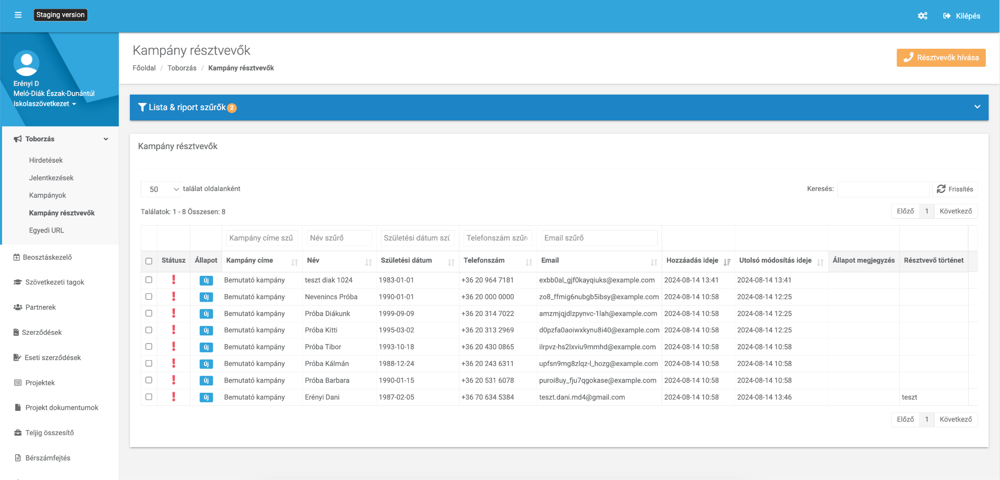 Staging version
Kilépés
Erényi D
Meló-Diák Észak-Dunántúl
Iskolaszövetkezet
Kampány résztvevők
Főoldal / Toborzás / Kampány résztvevők
Résztvevők hívása
Toborzás
Hirdetések
Jelentkezések
Kampányok
Kampány résztvevők
Egyedi URL
Beosztáskezelő
Szövetkezeti tagok
Partnerek
Szerződések
Eseti szerződések
Projektek
Projekt dokumentumok
Teljig összesítő
Bérszámfejtés
Lista & riport szűrők 2
Kampány résztvevők
50 találat oldalanként
Keresés: Frissítés
Találatok: 1 - 8 Összesen: 8
Előző 1 Következő
Kampány címe szű Név szűrő Születési dátum szű Telefonszám szűr Email szűrő
Státusz Állapot Kampány címe Név Születési dátum Telefonszám Email Hozzáadás ideje Utolsó módosítás ideje Állapot megjegyzés Résztvevő történet
Új Bemutató kampány teszt diak 1024 1983-01-01 +36 20 964 7181 exbb0al_gjf0kayqiuks@example.com 2024-08-14 13:41 2024-08-14 13:41
Új Bemutató kampány Nevenincs Próba 1990-01-01 +36 20 000 0000 zo8_ffmig6nubgb5ibsy@example.com 2024-08-14 10:58 2024-08-14 12:25
Új Bemutató kampány Próba Diákunk 1999-09-09 +36 20 314 7022 amzmjqjdlzpynvc-1lah@example.com 2024-08-14 10:58 2024-08-14 12:25
Új Bemutató kampány Próba Kitti 1995-03-02 +36 20 313 2969 d0pzfa0aoiwxkynu8i40@example.com 2024-08-14 10:58 2024-08-14 12:25
Új Bemutató kampány Próba Tibor 1993-10-18 +36 20 430 0865 ilrpvz-hs2lxviu9mmhd@example.com 2024-08-14 10:58 2024-08-14 10:58
Új Bemutató kampány Próba Kálmán 1988-12-24 +36 20 243 6311 upfsn9mg8zlqz-l_hozg@example.com 2024-08-14 10:58 2024-08-14 10:58
Új Bemutató kampány Próba Barbara 1990-01-15 +36 20 531 6078 puroi8uy_fju7qgokase@example.com 2024-08-14 10:58 2024-08-14 10:58
Új Bemutató kampány Erényi Dani 1987-02-05 +36 70 634 5384 teszt.dani.md4@gmail.com 2024-08-14 10:58 2024-08-14 13:46 teszt
Előző 1 Következő